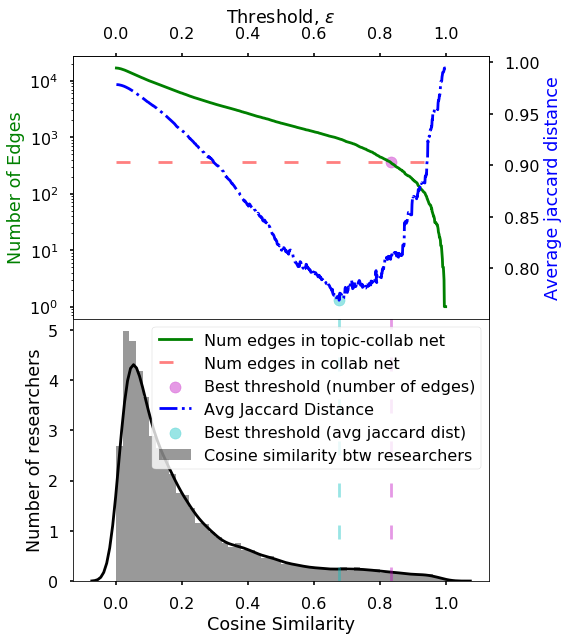 Threshold, ε
0.0 0.2 0.4 0.6 0.8 1.0
Number of Edges
10⁴
10³
10²
10¹
10⁰
1.00
0.95
0.90
0.85
0.80
Average jaccard distance
Number of researchers
5
4
3
2
1
0
Num edges in topic-collab net
Num edges in collab net
Best threshold (number of edges)
Avg Jaccard Distance
Best threshold (avg jaccard dist)
Cosine similarity btw researchers
0.0 0.2 0.4 0.6 0.8 1.0
Cosine Similarity